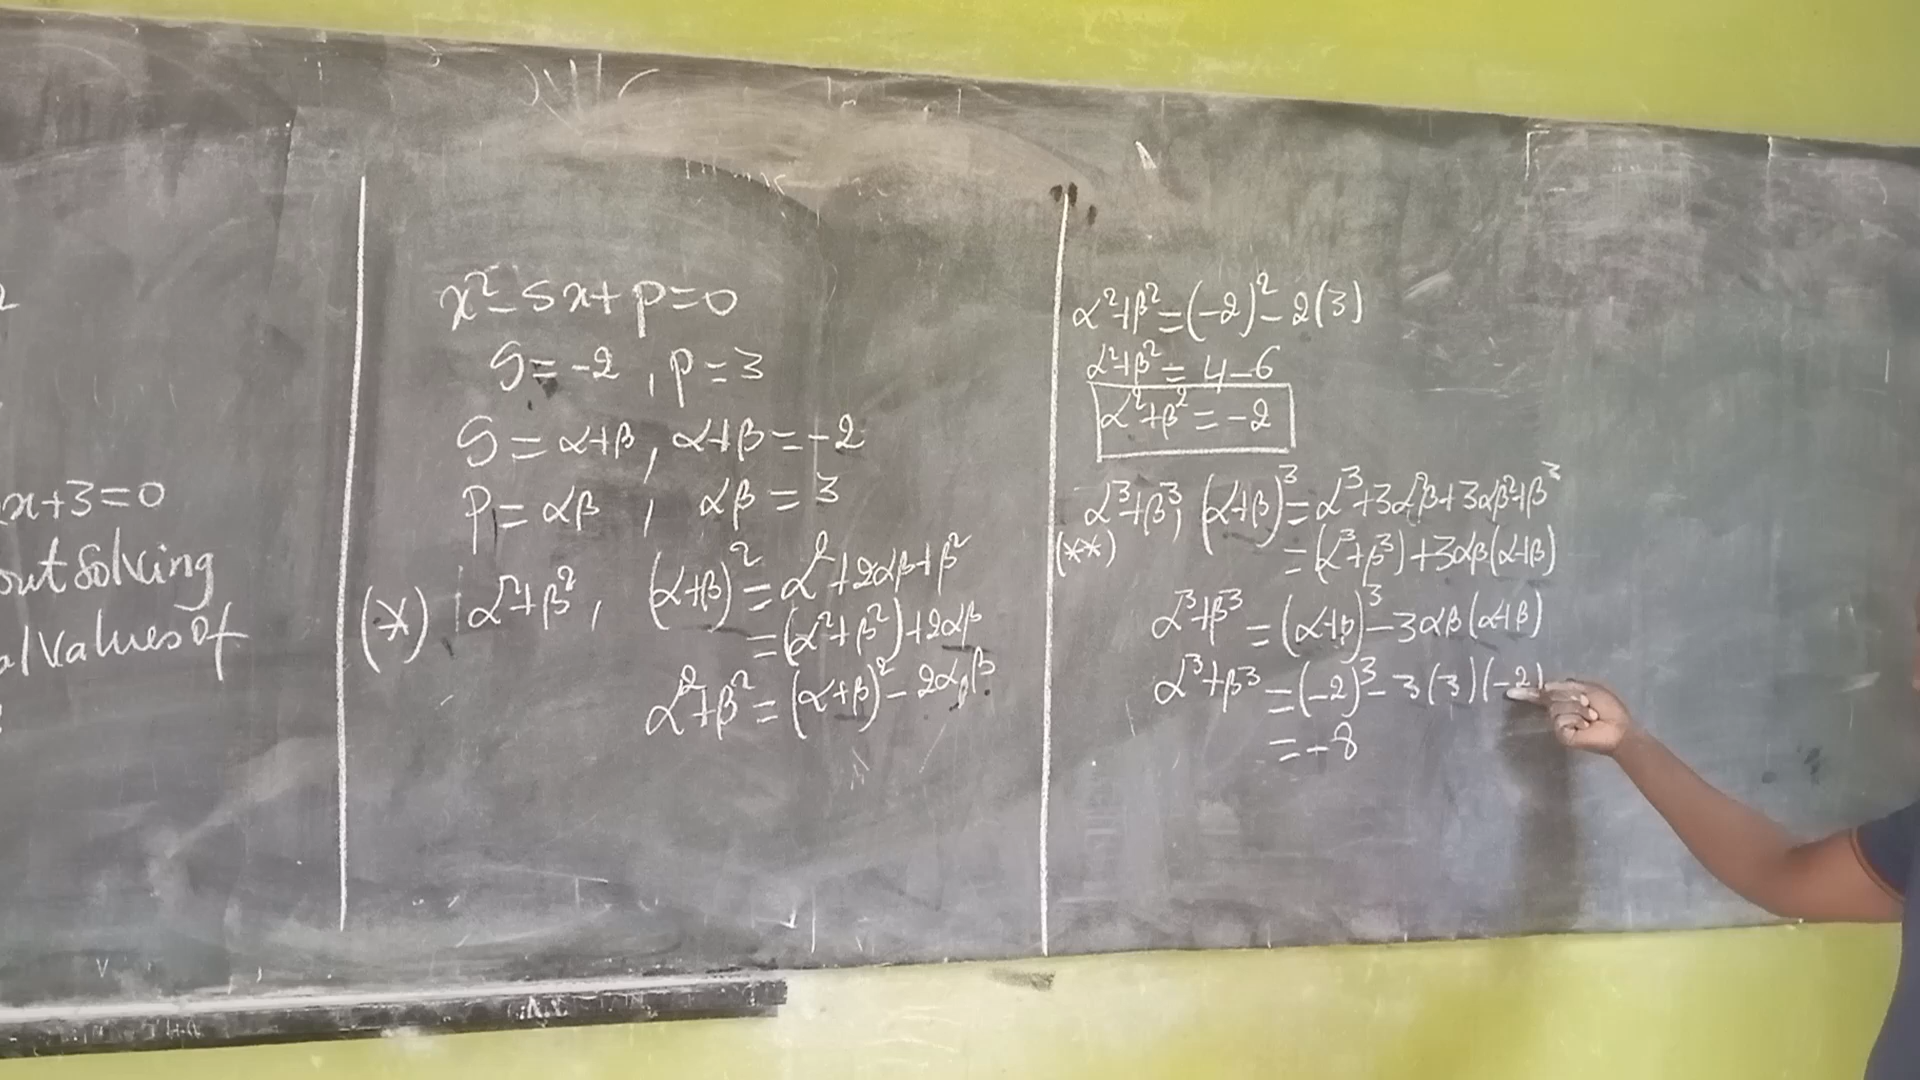 x+3=0
out solving
al values of
x²-Sx+P=0
S=-2, P=3
S=α+β, α+β=-2
P=αβ, αβ=3
(*) α²+β², (α+β)²=α²+2αβ+β²
=(α²+β²)+2αβ
α²+β²=(α+β)²-2αβ
α²+β²=(-2)²-2(3)
α²+β²=4-6
α²+β²=-2
α³+β³, (α+β)³=α³+3α²β+3αβ²+β³
(**) =(α³+β³)+3αβ(α+β)
α³+β³=(α+β)³-3αβ(α+β)
α³+β³=(-2)³-3(3)(-2)
=-8